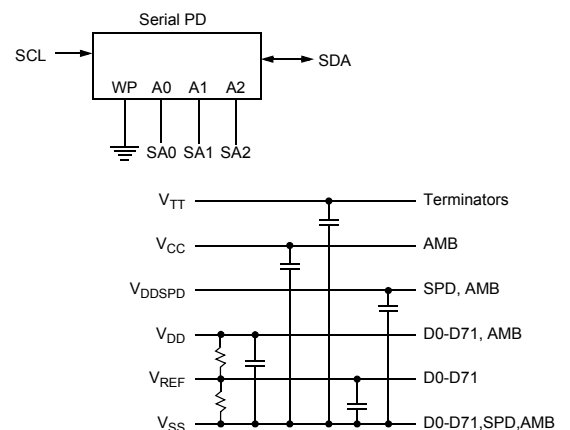 Serial PD
SCL
SDA
WP A0 A1 A2
SA0 SA1 SA2
VTT Terminators
VCC AMB
VDDSPD SPD, AMB
VDD D0-D71, AMB
VREF D0-D71
VSS D0-D71,SPD,AMB